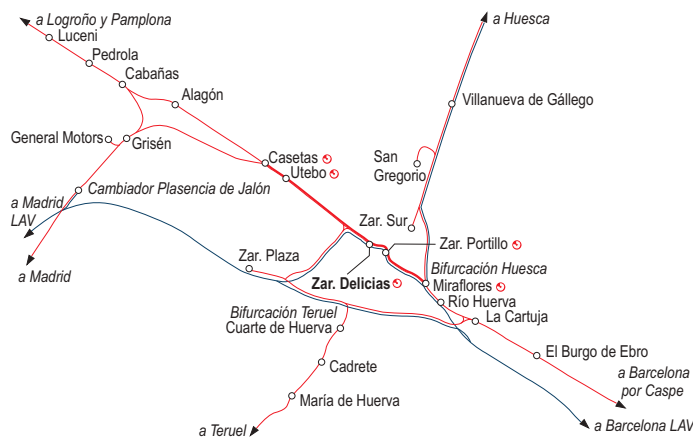 a Logroño y Pamplona
Luceni
Pedrola
Cabañas
Alagón
General Motors
Grisén
Casetas
Utebo
a Huesca
Villanueva de Gállego
San
Gregorio
Zar. Sur
Cambiador Plasencia de Jalón
a Madrid
LAV
a Madrid
Zar. Plaza
Zar. Portillo
Zar. Delicias
Bifurcación Huesca
Miraflores
Río Huerva
La Cartuja
Bifurcación Teruel
Cuarte de Huerva
Cadrete
María de Huerva
a Teruel
El Burgo de Ebro
a Barcelona
por Caspe
a Barcelona LAV